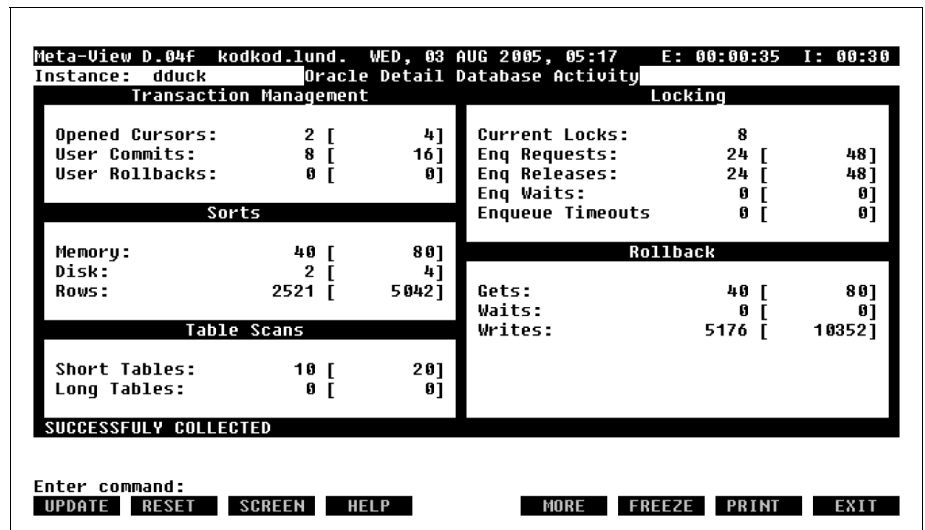 Meta-View D.04f kodkod.lund. WED, 03 AUG 2005, 05:17 E: 00:00:35 I: 00:30
Instance: dduck Oracle Detail Database Activity
Transaction Management
Opened Cursors: 2 [ 4]
User Commits: 8 [ 16]
User Rollbacks: 0 [ 0]
Sorts
Memory: 40 [ 80]
Disk: 2 [ 4]
Rows: 2521 [ 5042]
Table Scans
Short Tables: 10 [ 20]
Long Tables: 0 [ 0]
Locking
Current Locks: 8
Enq Requests: 24 [ 48]
Enq Releases: 24 [ 48]
Enq Waits: 0 [ 0]
Enqueue Timeouts 0 [ 0]
Rollback
Gets: 40 [ 80]
Waits: 0 [ 0]
Writes: 5176 [ 10352]
SUCCESSFULY COLLECTED
Enter command:
UPDATE RESET SCREEN HELP MORE FREEZE PRINT EXIT